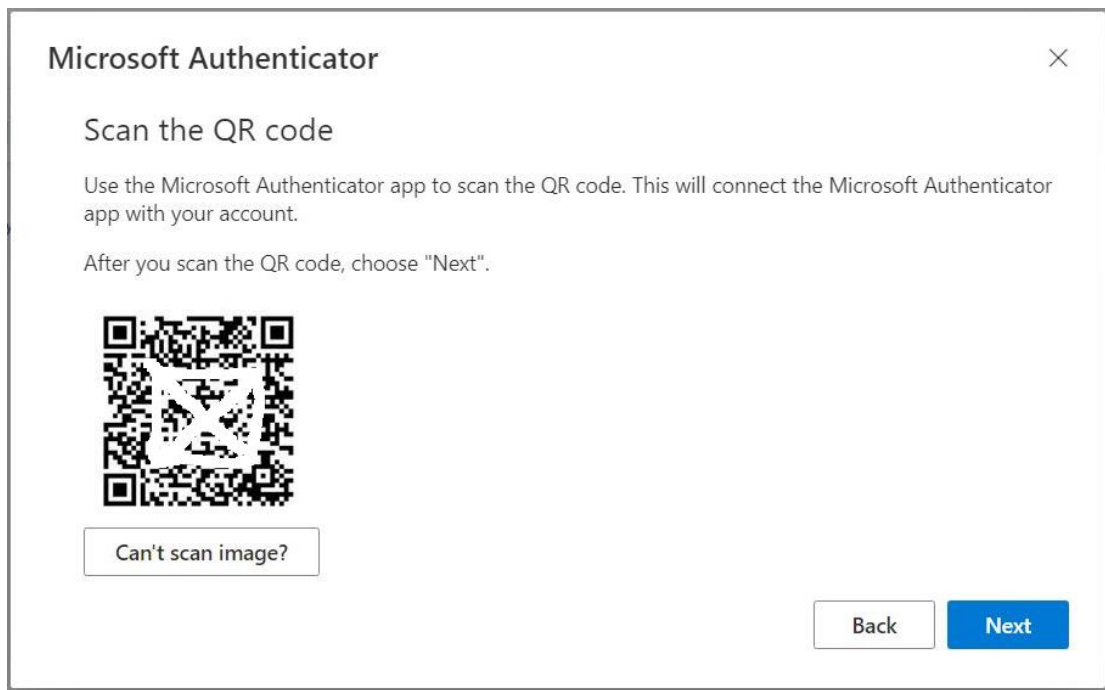 Microsoft Authenticator
Scan the QR code
Use the Microsoft Authenticator app to scan the QR code. This will connect the Microsoft Authenticator
app with your account.
After you scan the QR code, choose "Next".
Can't scan image?
Back
Next